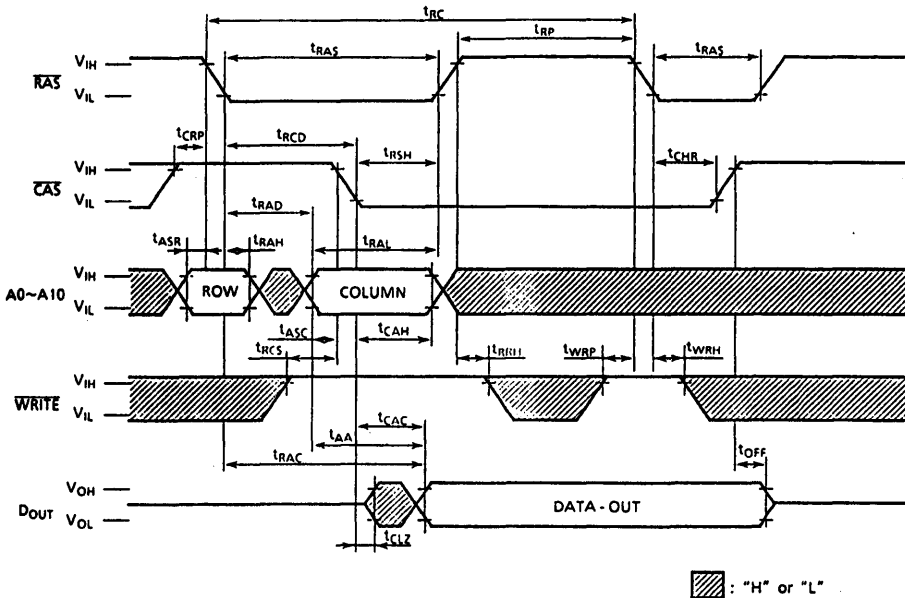 tRC
tRP
tRAS
tRAS
VIH
RAS
VIL
tCRP
tRCD
tRSH
tCHR
VIH
CAS
VIL
tRAD
tASR
tRAH
tRAL
VIH
A0~A10
ROW
COLUMN
VIL
tASC
tCAH
tRCS
tRRH
tWRP
tWRH
VIH
WRITE
VIL
tCAC
tAA
tRAC
tOFF
VOH
DOUT
DATA - OUT
VOL
tCLZ
: "H" or "L"